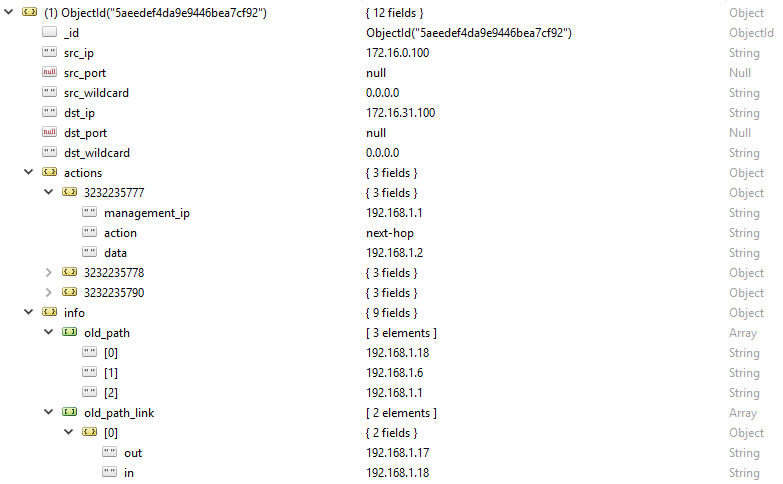 (1) ObjectId("5aeedef4da9e9446bea7cf92") { 12 fields } Object
_id ObjectId("5aeedef4da9e9446bea7cf92") ObjectId
" " src_ip 172.16.0.100 String
null src_port null Null
" " src_wildcard 0.0.0.0 String
" " dst_ip 172.16.31.100 String
null dst_port null Null
" " dst_wildcard 0.0.0.0 String
actions { 3 fields } Object
3232235777 { 3 fields } Object
" " management_ip 192.168.1.1 String
" " action next-hop String
" " data 192.168.1.2 String
3232235778 { 3 fields } Object
3232235790 { 3 fields } Object
info { 9 fields } Object
old_path [ 3 elements ] Array
" " [0] 192.168.1.18 String
" " [1] 192.168.1.6 String
" " [2] 192.168.1.1 String
old_path_link [ 2 elements ] Array
[0] { 2 fields } Object
" " out 192.168.1.17 String
" " in 192.168.1.18 String